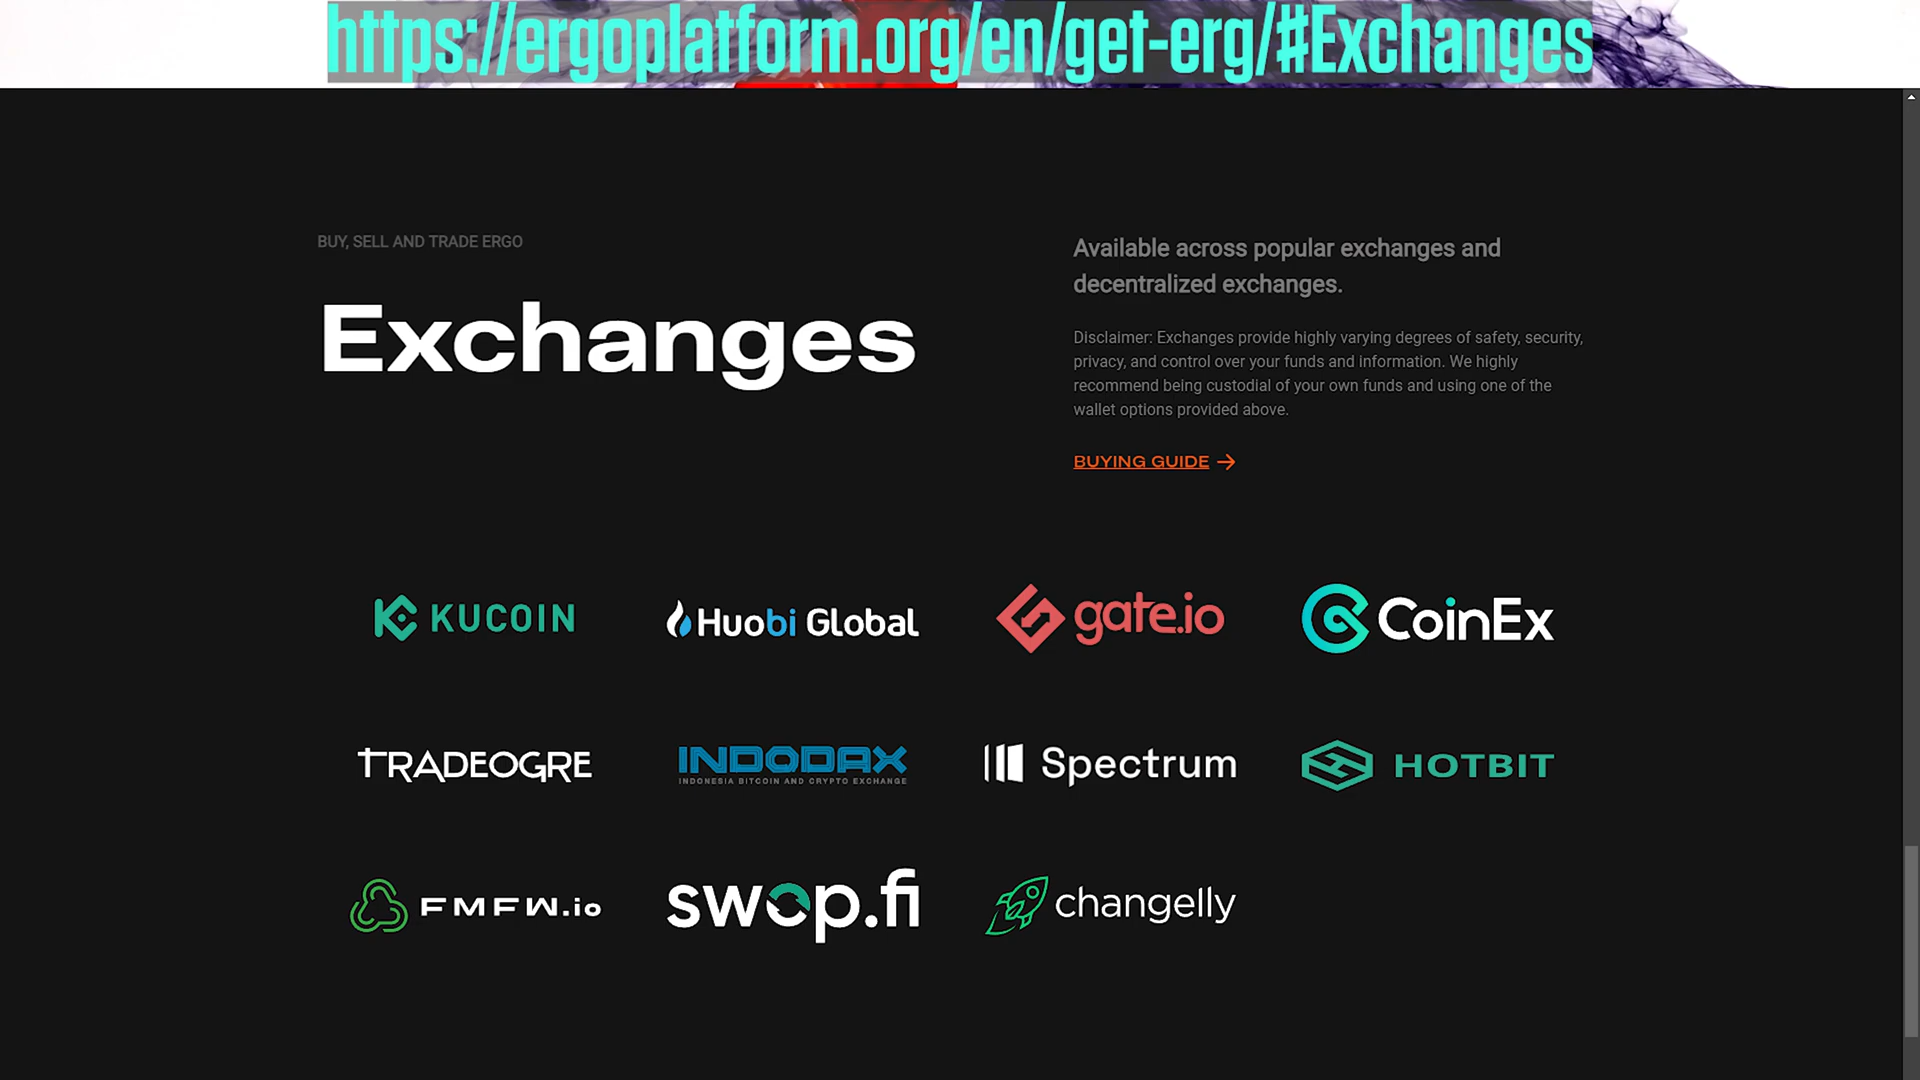 https://ergoplatform.org/en/get-erg/#Exchanges
BUY, SELL AND TRADE ERGO
Exchanges
Available across popular exchanges and
decentralized exchanges.
Disclaimer: Exchanges provide highly varying degrees of safety, security,
privacy, and control over your funds and information. We highly
recommend being custodial of your own funds and using one of the
wallet options provided above.
BUYING GUIDE
KUCOIN
Huobi Global
gate.io
CoinEx
TRADEOGRE
INDODAX
INDONESIA BITCOIN AND CRYPTO EXCHANGE
Spectrum
HOTBIT
FMFW.io
swop.fi
changelly